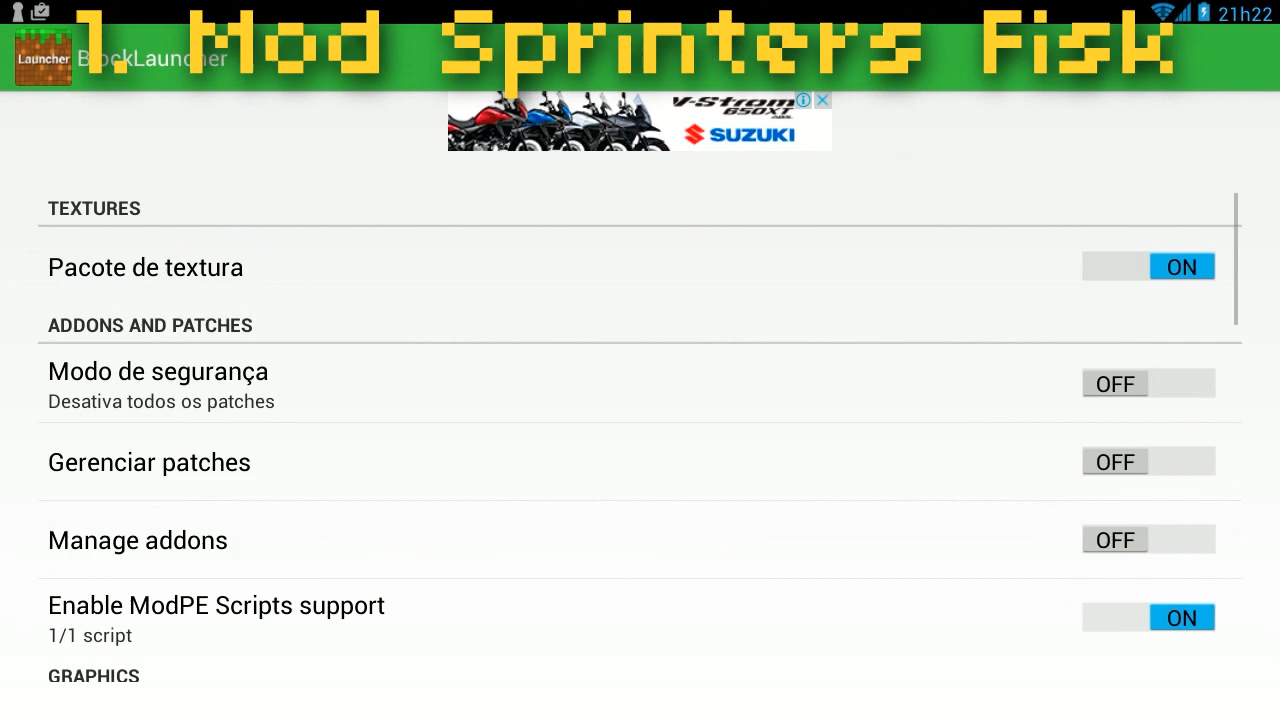 21h22
1. Mod Sprinters Fisk
Launcher
BlockLauncher
V-Strom
650XT
SUZUKI
TEXTURES
Pacote de textura
ON
ADDONS AND PATCHES
Modo de segurança
Desativa todos os patches
OFF
Gerenciar patches
OFF
Manage addons
OFF
Enable ModPE Scripts support
1/1 script
ON
GRAPHICS